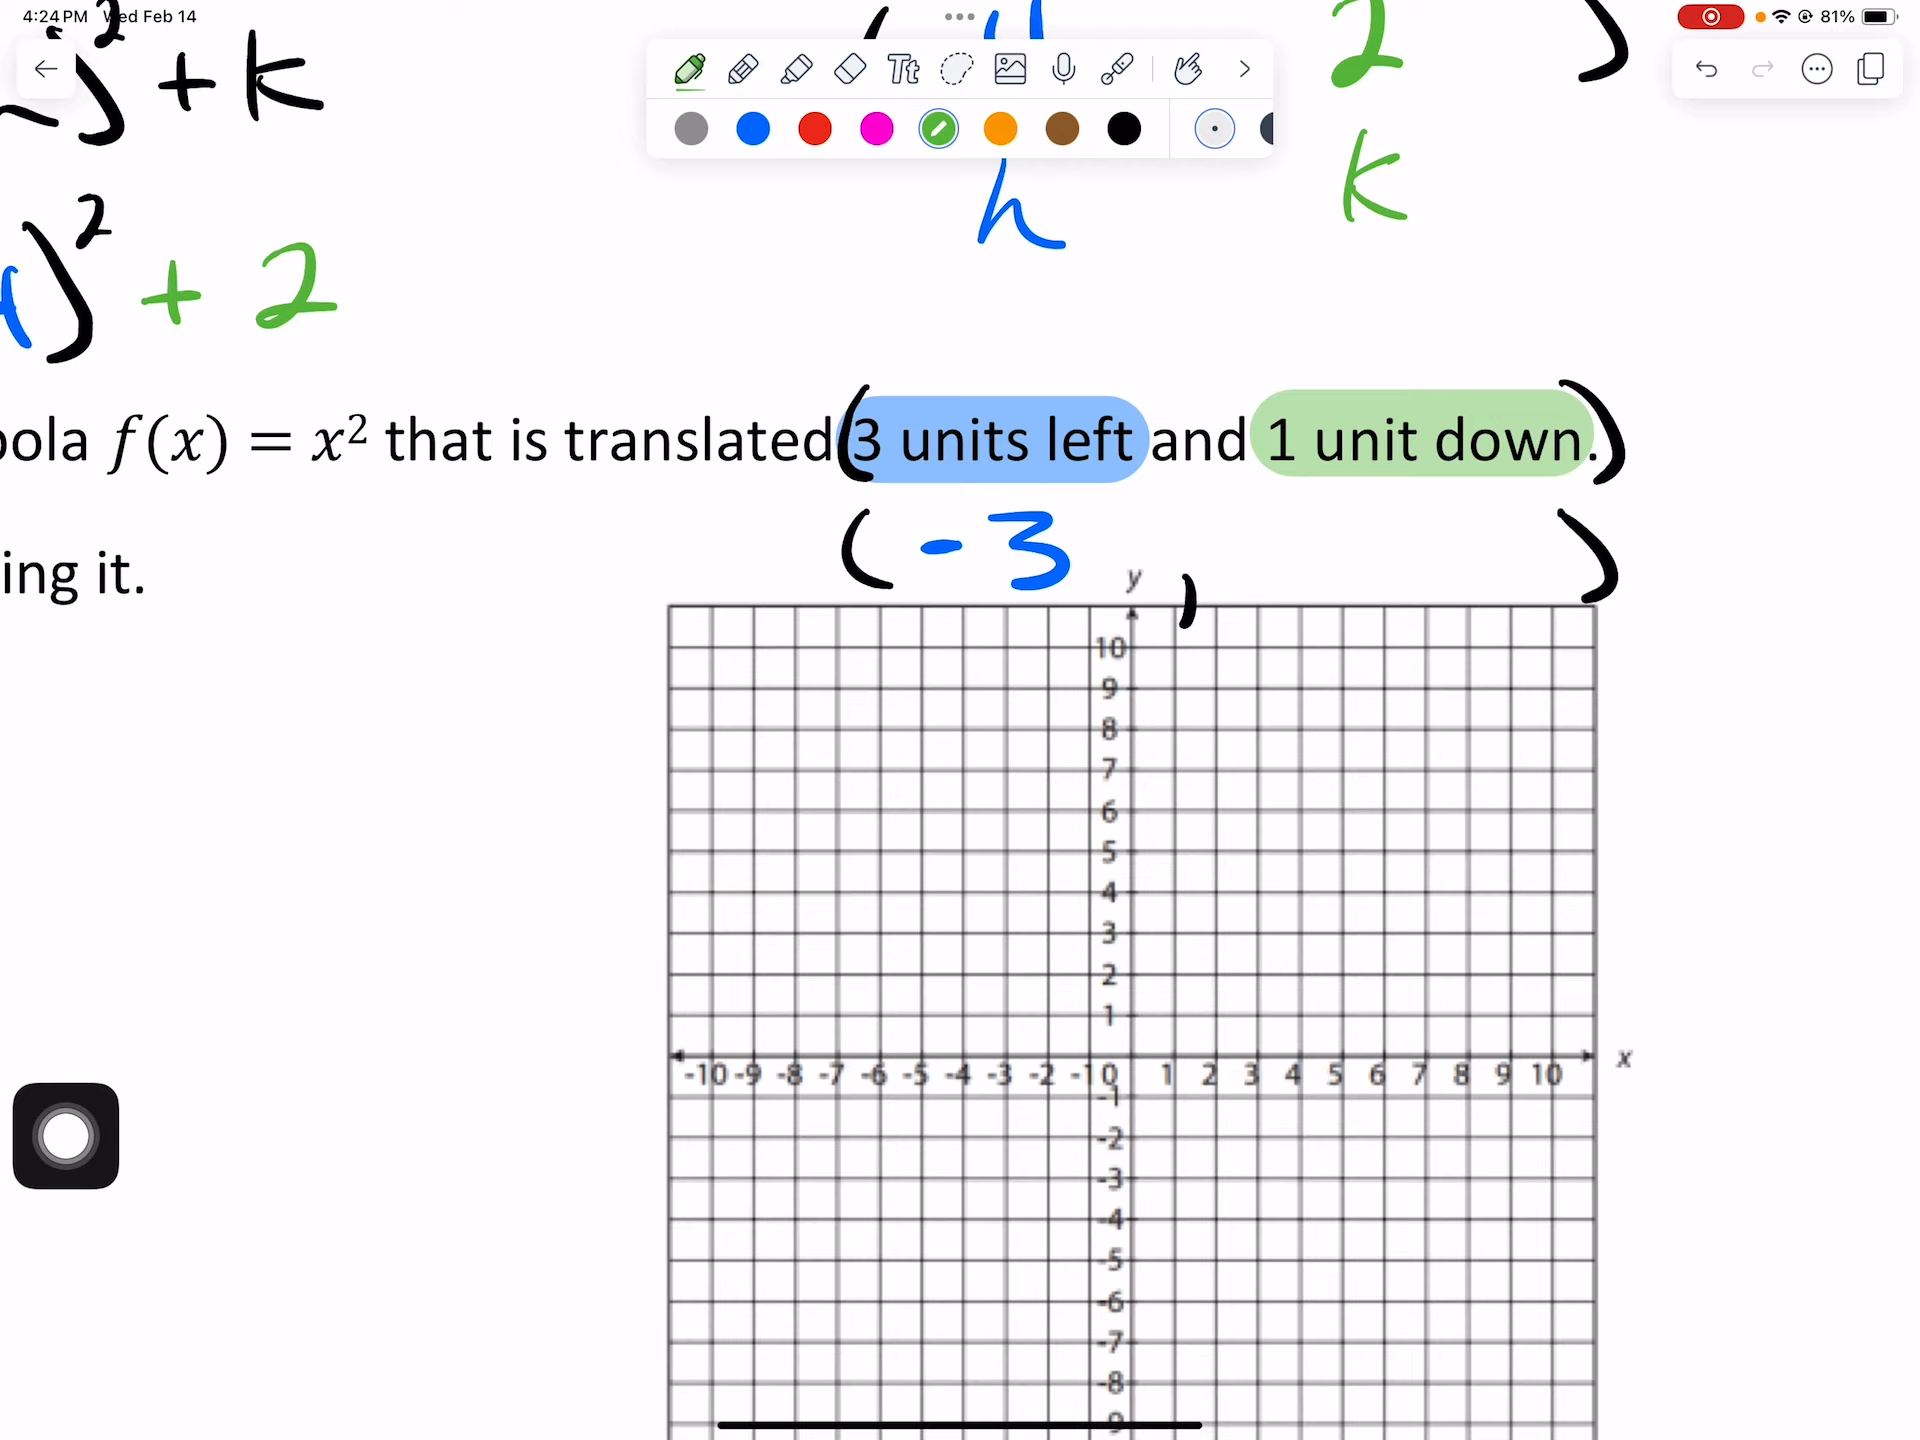 4:24 PM Wed Feb 14
81%
)² + k
( 4 2 )
Tt
h k
)² + 2
bola f(x) = x² that is translated (3 units left and 1 unit down.)
( -3 , )
ing it.
y
10
9
8
7
6
5
4
3
2
1
x
-10 -9 -8 -7 -6 -5 -4 -3 -2 -1 0 1 2 3 4 5 6 7 8 9 10
-1
-2
-3
-4
-5
-6
-7
-8
-9